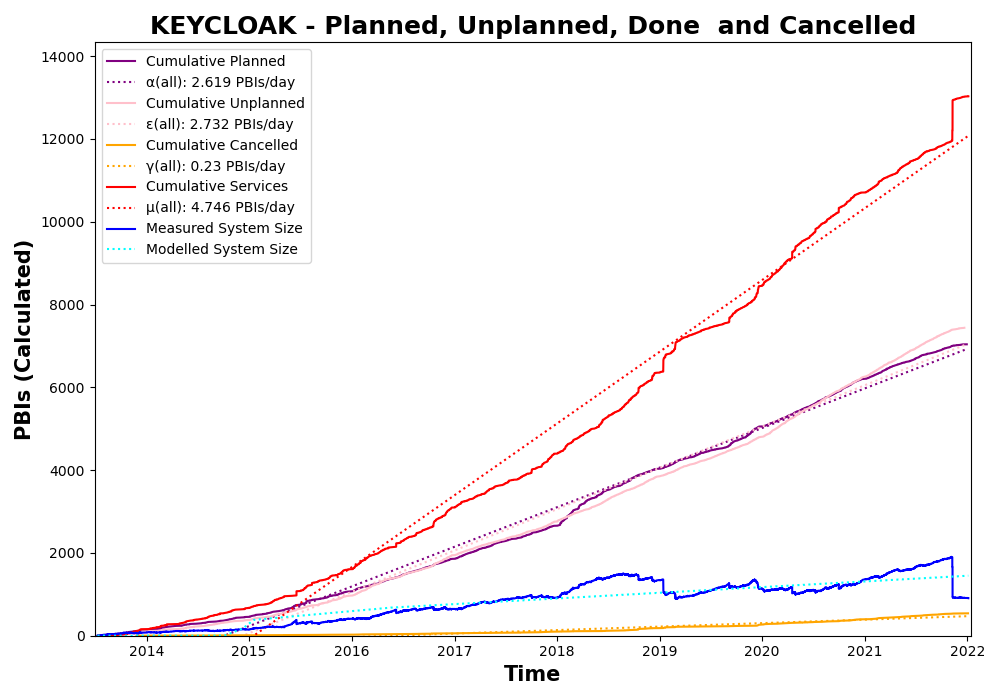 KEYCLOAK - Planned, Unplanned, Done  and Cancelled
14000
12000
10000
8000
6000
4000
2000
0
PBIs (Calculated)
Cumulative Planned
α(all): 2.619 PBIs/day
Cumulative Unplanned
ε(all): 2.732 PBIs/day
Cumulative Cancelled
γ(all): 0.23 PBIs/day
Cumulative Services
μ(all): 4.746 PBIs/day
Measured System Size
Modelled System Size
2014 2015 2016 2017 2018 2019 2020 2021 2022
Time